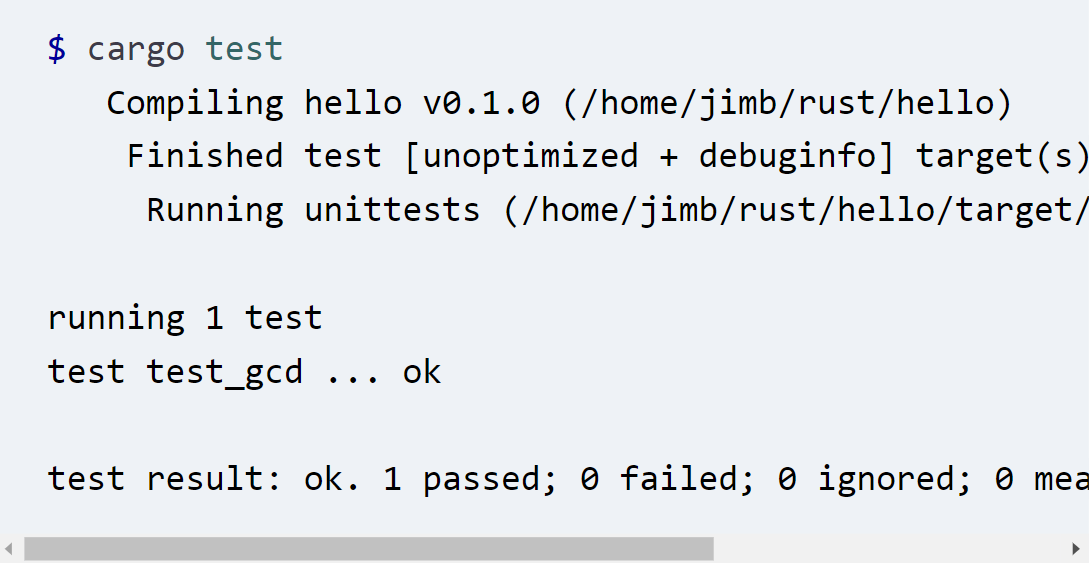 $ cargo test
   Compiling hello v0.1.0 (/home/jimb/rust/hello)
    Finished test [unoptimized + debuginfo] target(s)
     Running unittests (/home/jimb/rust/hello/target/
running 1 test
test test_gcd ... ok
test result: ok. 1 passed; 0 failed; 0 ignored; 0 mea